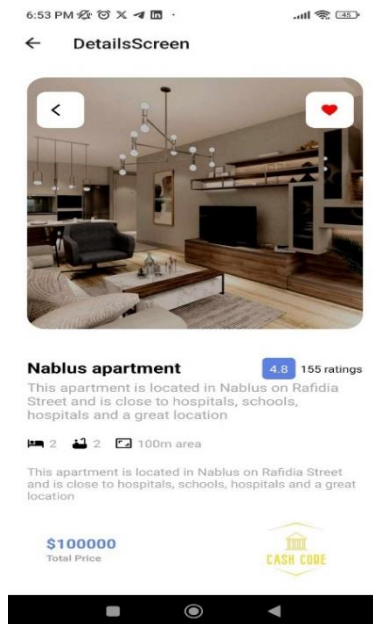 6:53 PM
45
DetailsScreen
Nablus apartment
4.8 155 ratings
This apartment is located in Nablus on Rafidia
Street and is close to hospitals, schools,
hospitals and a great location
2 2 100m area
This apartment is located in Nablus on Rafidia Street
and is close to hospitals, schools, hospitals and a great
location
$100000
Total Price
CASH CODE